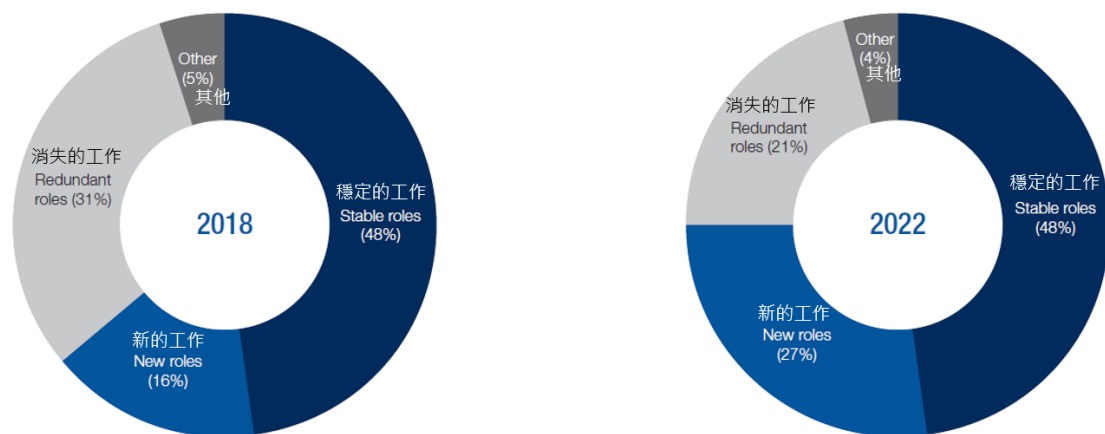 Other
(5%)
其他
消失的工作
Redundant
roles (31%)
2018
穩定的工作
Stable roles
(48%)
新的工作
New roles
(16%)
Other
(4%)
其他
消失的工作
Redundant
roles (21%)
2022
穩定的工作
Stable roles
(48%)
新的工作
New roles
(27%)